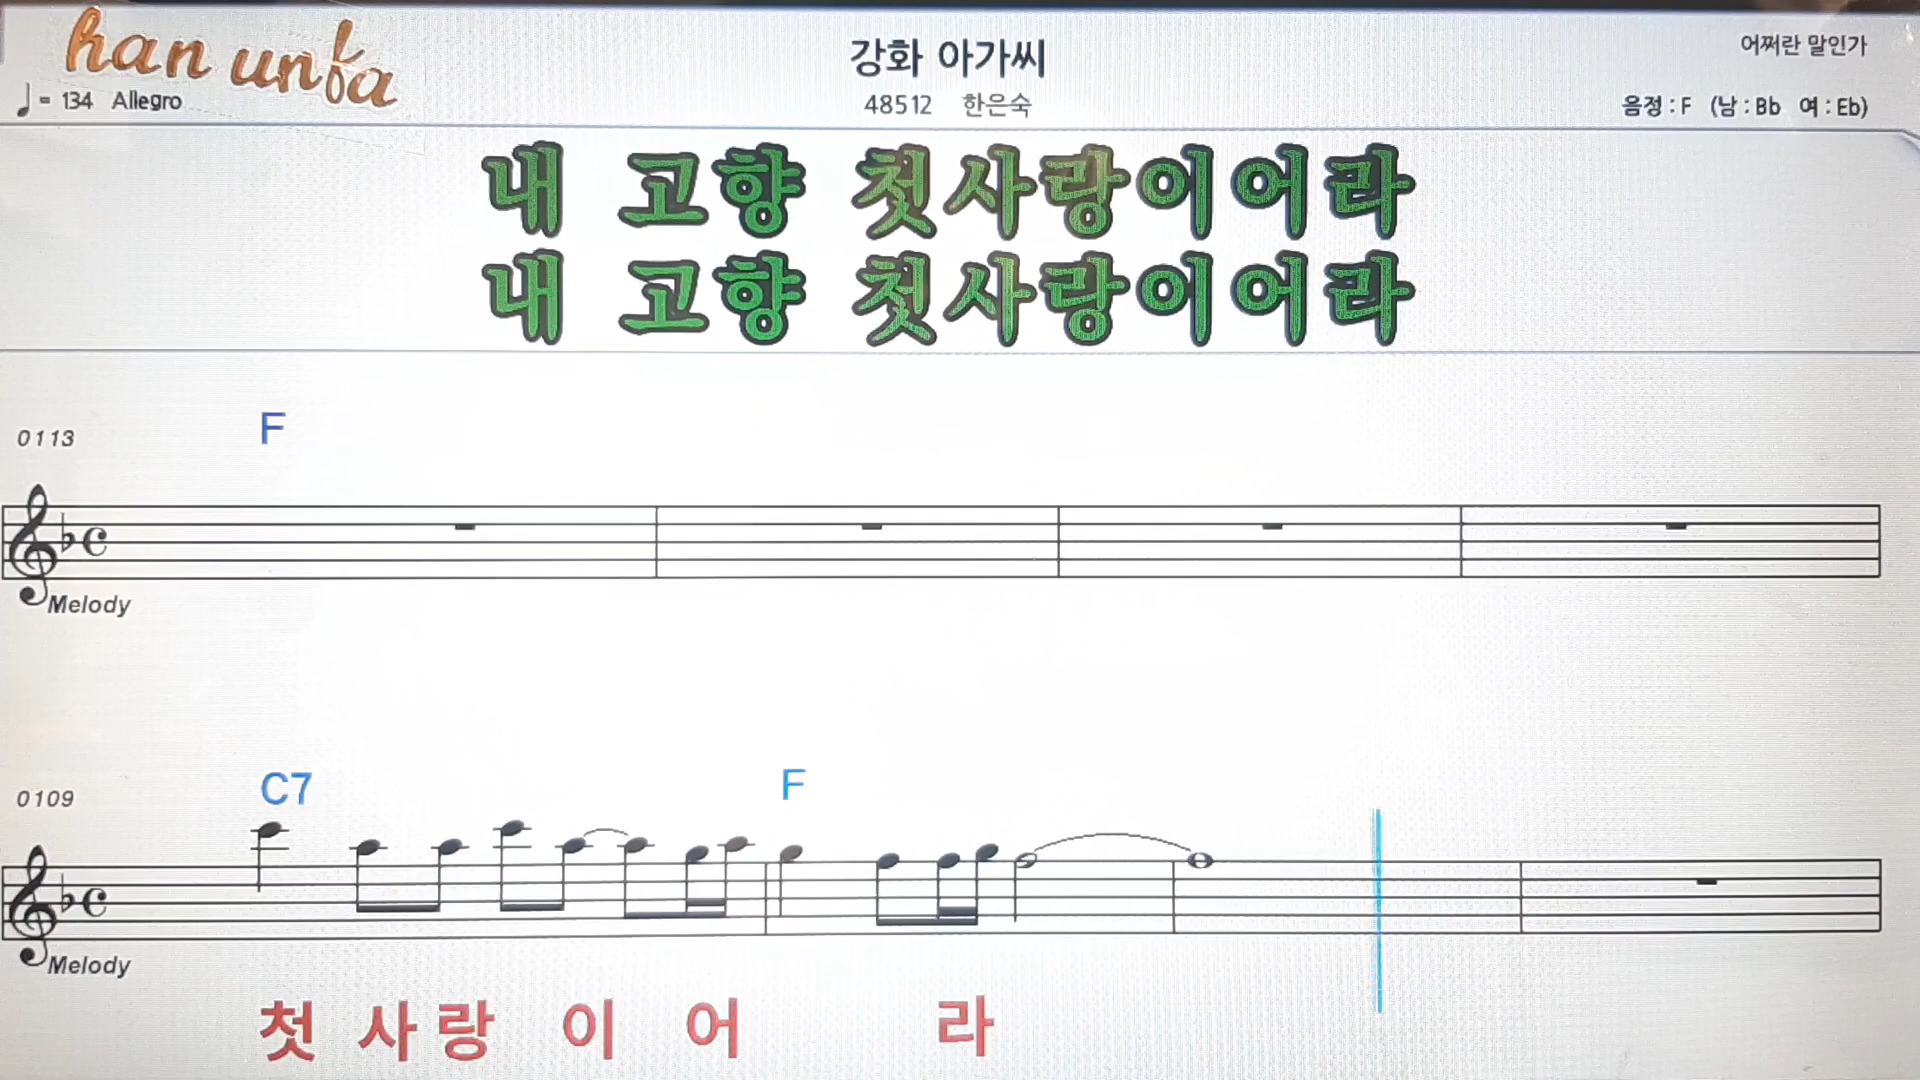 han unfa
♩= 134 Allegro
강화 아가씨
48512 한은숙
어쩌란 말인가
음정 : F (남 : Bb 여 : Eb)
내 고향 첫사랑이어라
내 고향 첫사랑이어라
0113
F
Melody
0109
C7 F
Melody
첫 사 랑 이 어 라